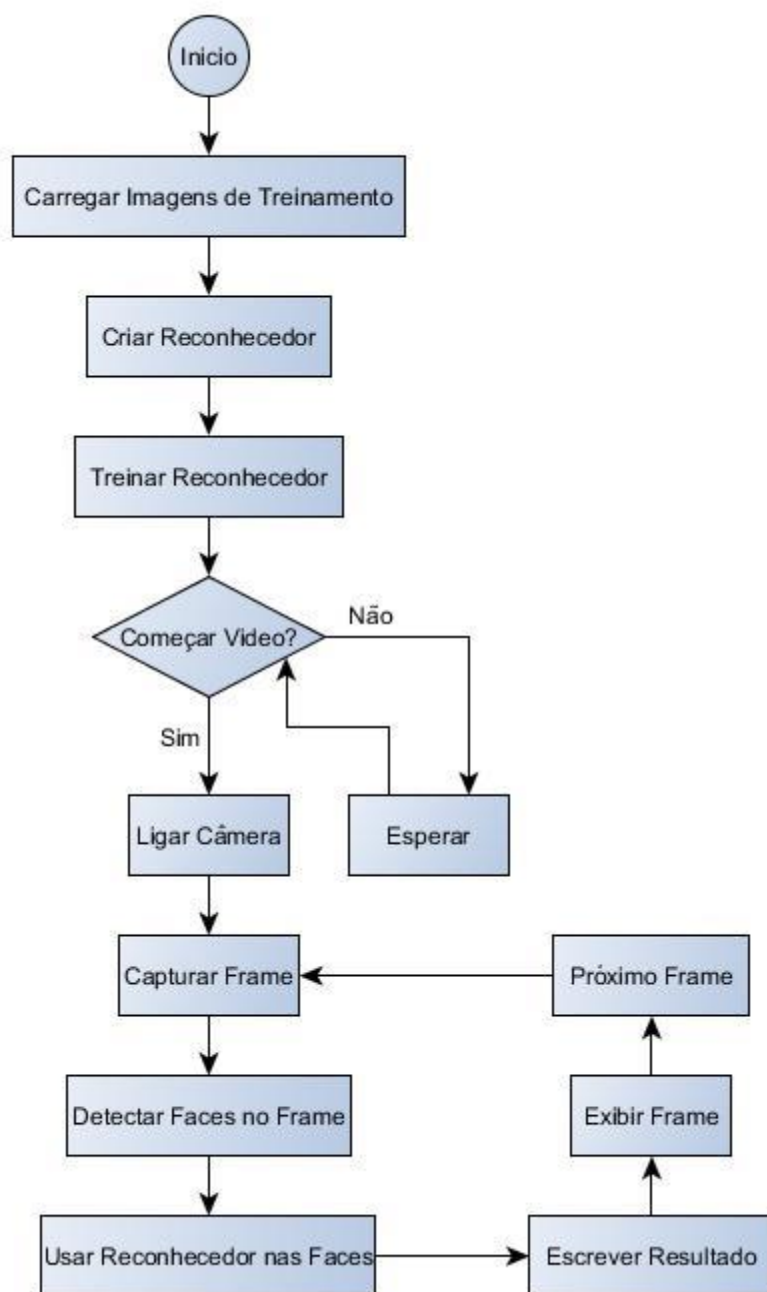 Inicio
Carregar Imagens de Treinamento
Criar Reconhecedor
Treinar Reconhecedor
Começar Video?
Não
Sim
Ligar Câmera
Esperar
Capturar Frame
Próximo Frame
Detectar Faces no Frame
Exibir Frame
Usar Reconhecedor nas Faces
Escrever Resultado